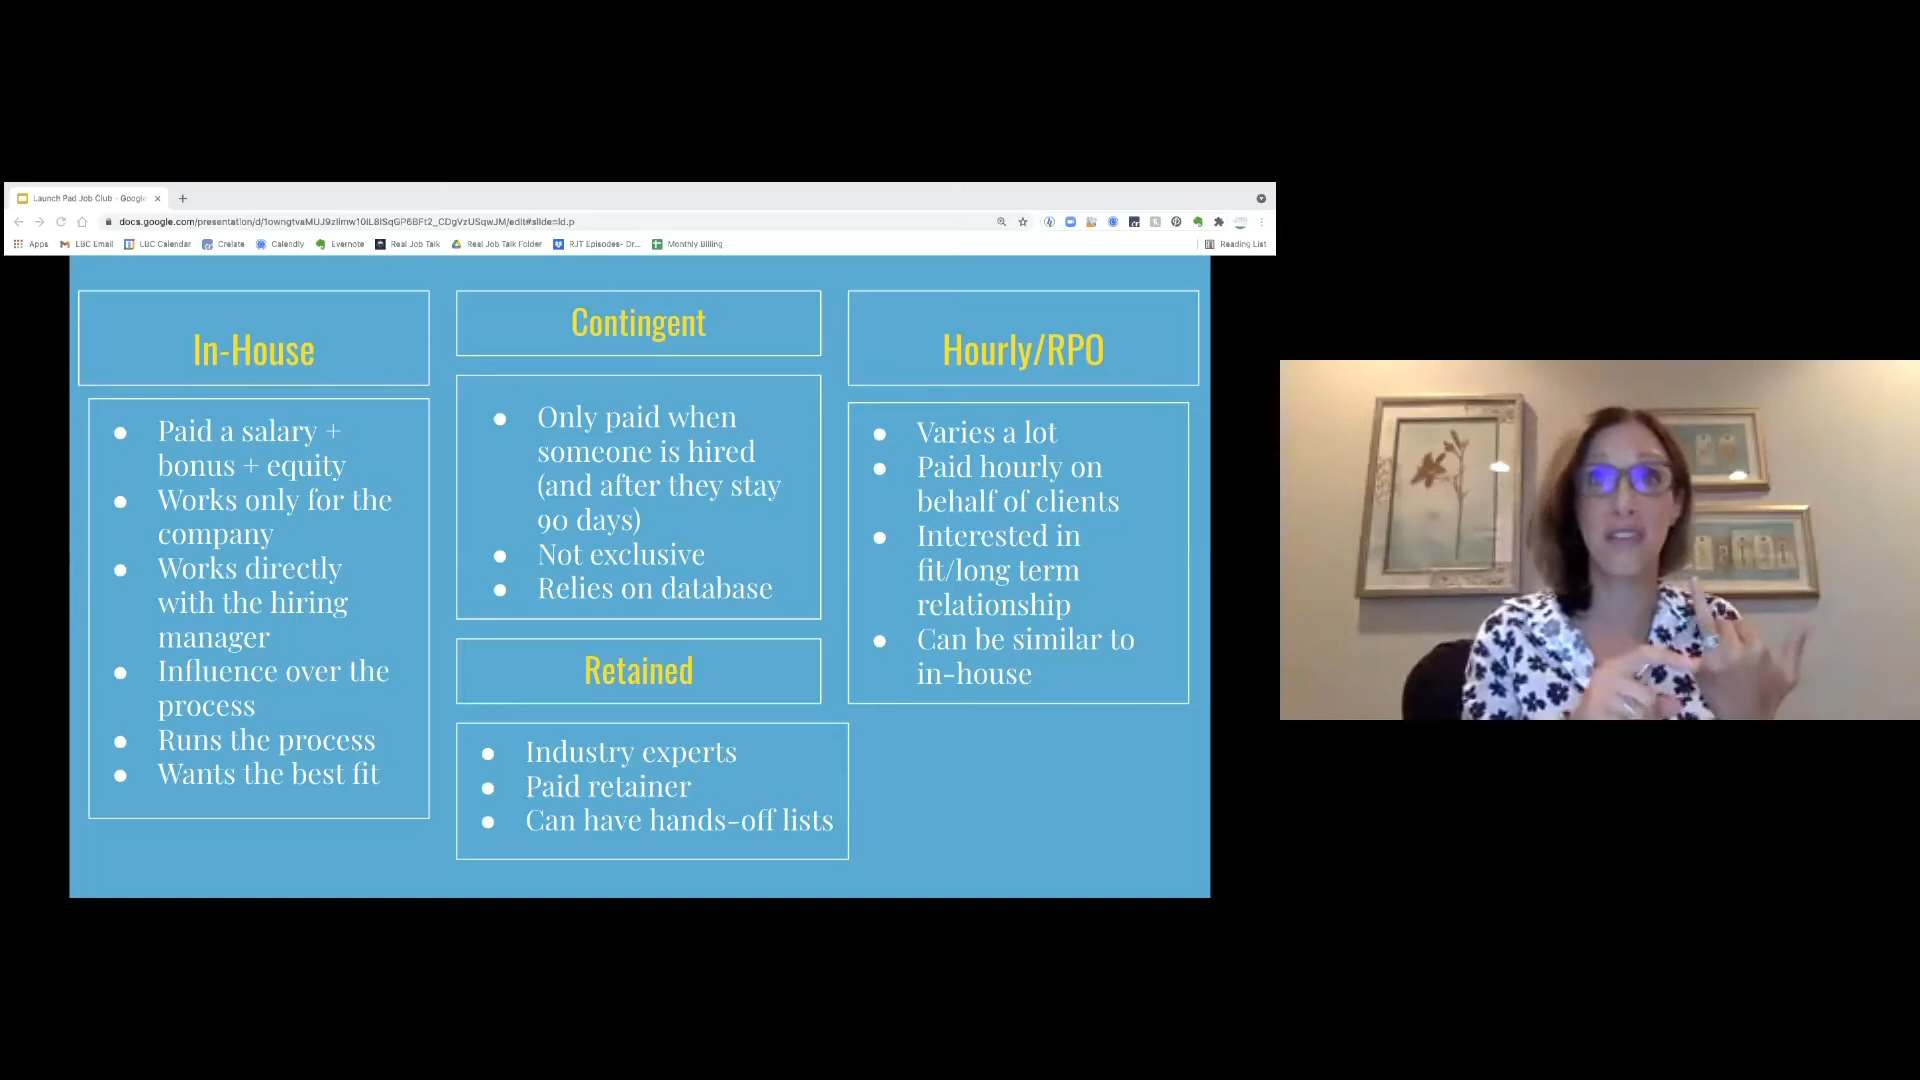 Launch Pad Job Club - Google
docs.google.com/presentation/d/1owngtvaMUJ9zIlmw10IL8ISqGP6BFt2_CDgVzUSqwJM/edit#slide=id.p
Apps LBC Email LBC Calendar Create Calendly Evernote Real Job Talk Real Job Talk Folder RJT Episodes- Dr... Monthly Billing Reading List
In-House
Paid a salary +
bonus + equity
Works only for the
company
Works directly
with the hiring
manager
Influence over the
process
Runs the process
Wants the best fit
Contingent
Only paid when
someone is hired
(and after they stay
90 days)
Not exclusive
Relies on database
Retained
Industry experts
Paid retainer
Can have hands-off lists
Hourly/RPO
Varies a lot
Paid hourly on
behalf of clients
Interested in
fit/long term
relationship
Can be similar to
in-house